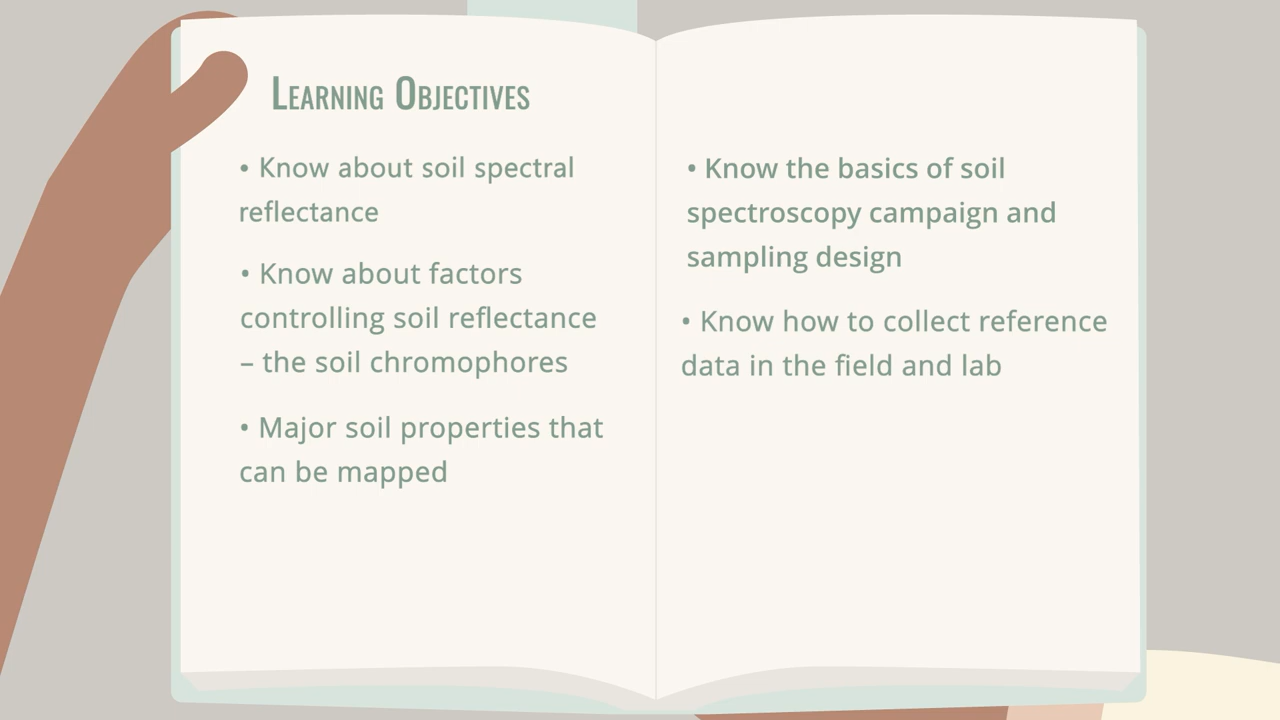 Learning Objectives
• Know about soil spectral
reflectance
• Know about factors
controlling soil reflectance
– the soil chromophores
• Major soil properties that
can be mapped
• Know the basics of soil
spectroscopy campaign and
sampling design
• Know how to collect reference
data in the field and lab